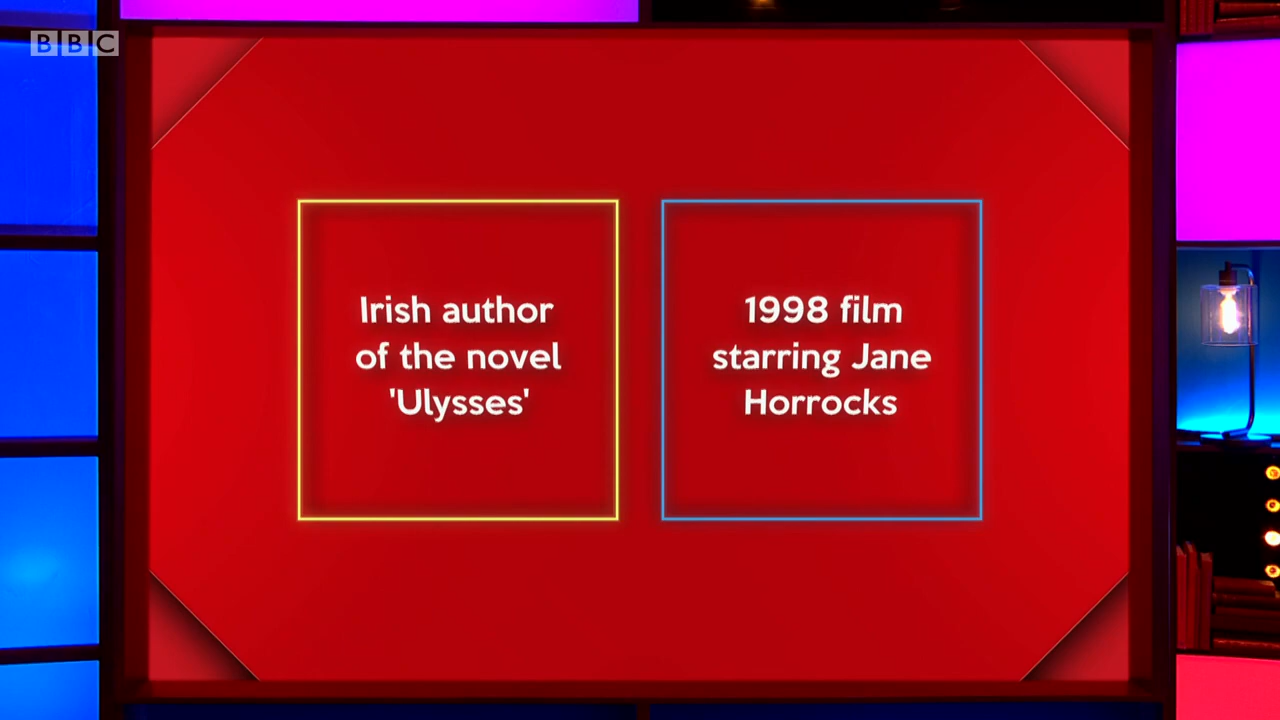 BBC
Irish author
of the novel
'Ulysses'
1998 film
starring Jane
Horrocks